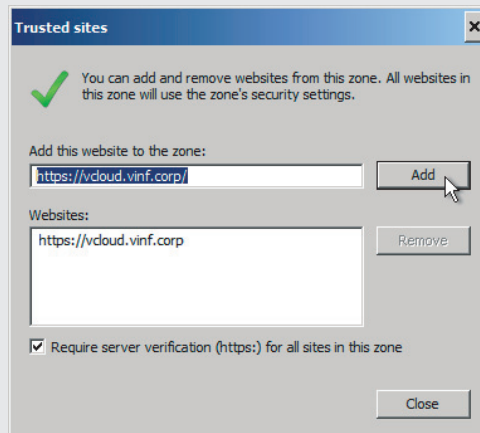 Trusted sites
You can add and remove websites from this zone. All websites in
this zone will use the zone's security settings.
Add this website to the zone:
https://vcloud.vinf.corp/
Add
Websites:
https://vcloud.vinf.corp
Remove
Require server verification (https:) for all sites in this zone
Close